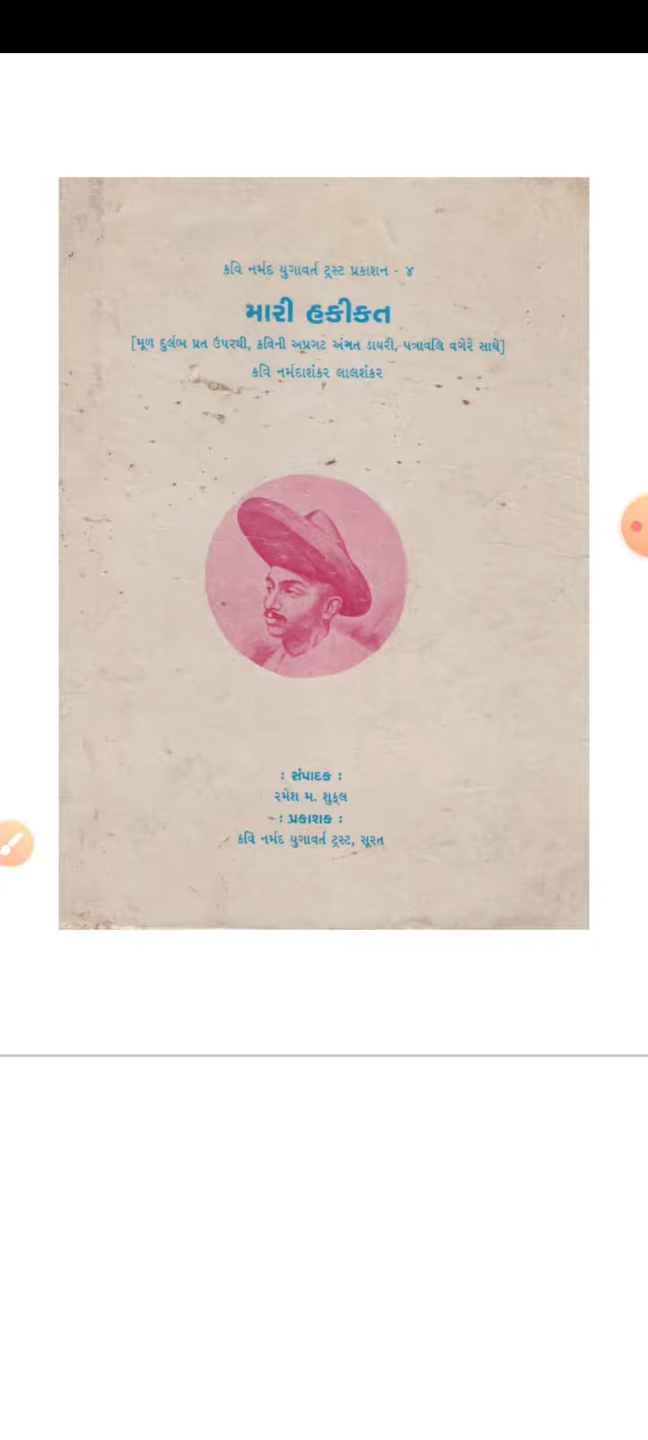 કવિ નર્મદ યુગાવર્ત ટ્રસ્ટ પ્રકાશન - ૪
મારી હકીકત
[મૂળ દુર્લભ પ્રત ઉપરથી, કવિની અપ્રગટ અંગત ડાયરી, પત્રાવલિ વગેરે સાથે]
કવિ નર્મદાશંકર લાલશંકર
: સંપાદક :
રમેશ મ. શુક્લ
: પ્રકાશક :
કવિ નર્મદ યુગાવર્ત ટ્રસ્ટ, સૂરત